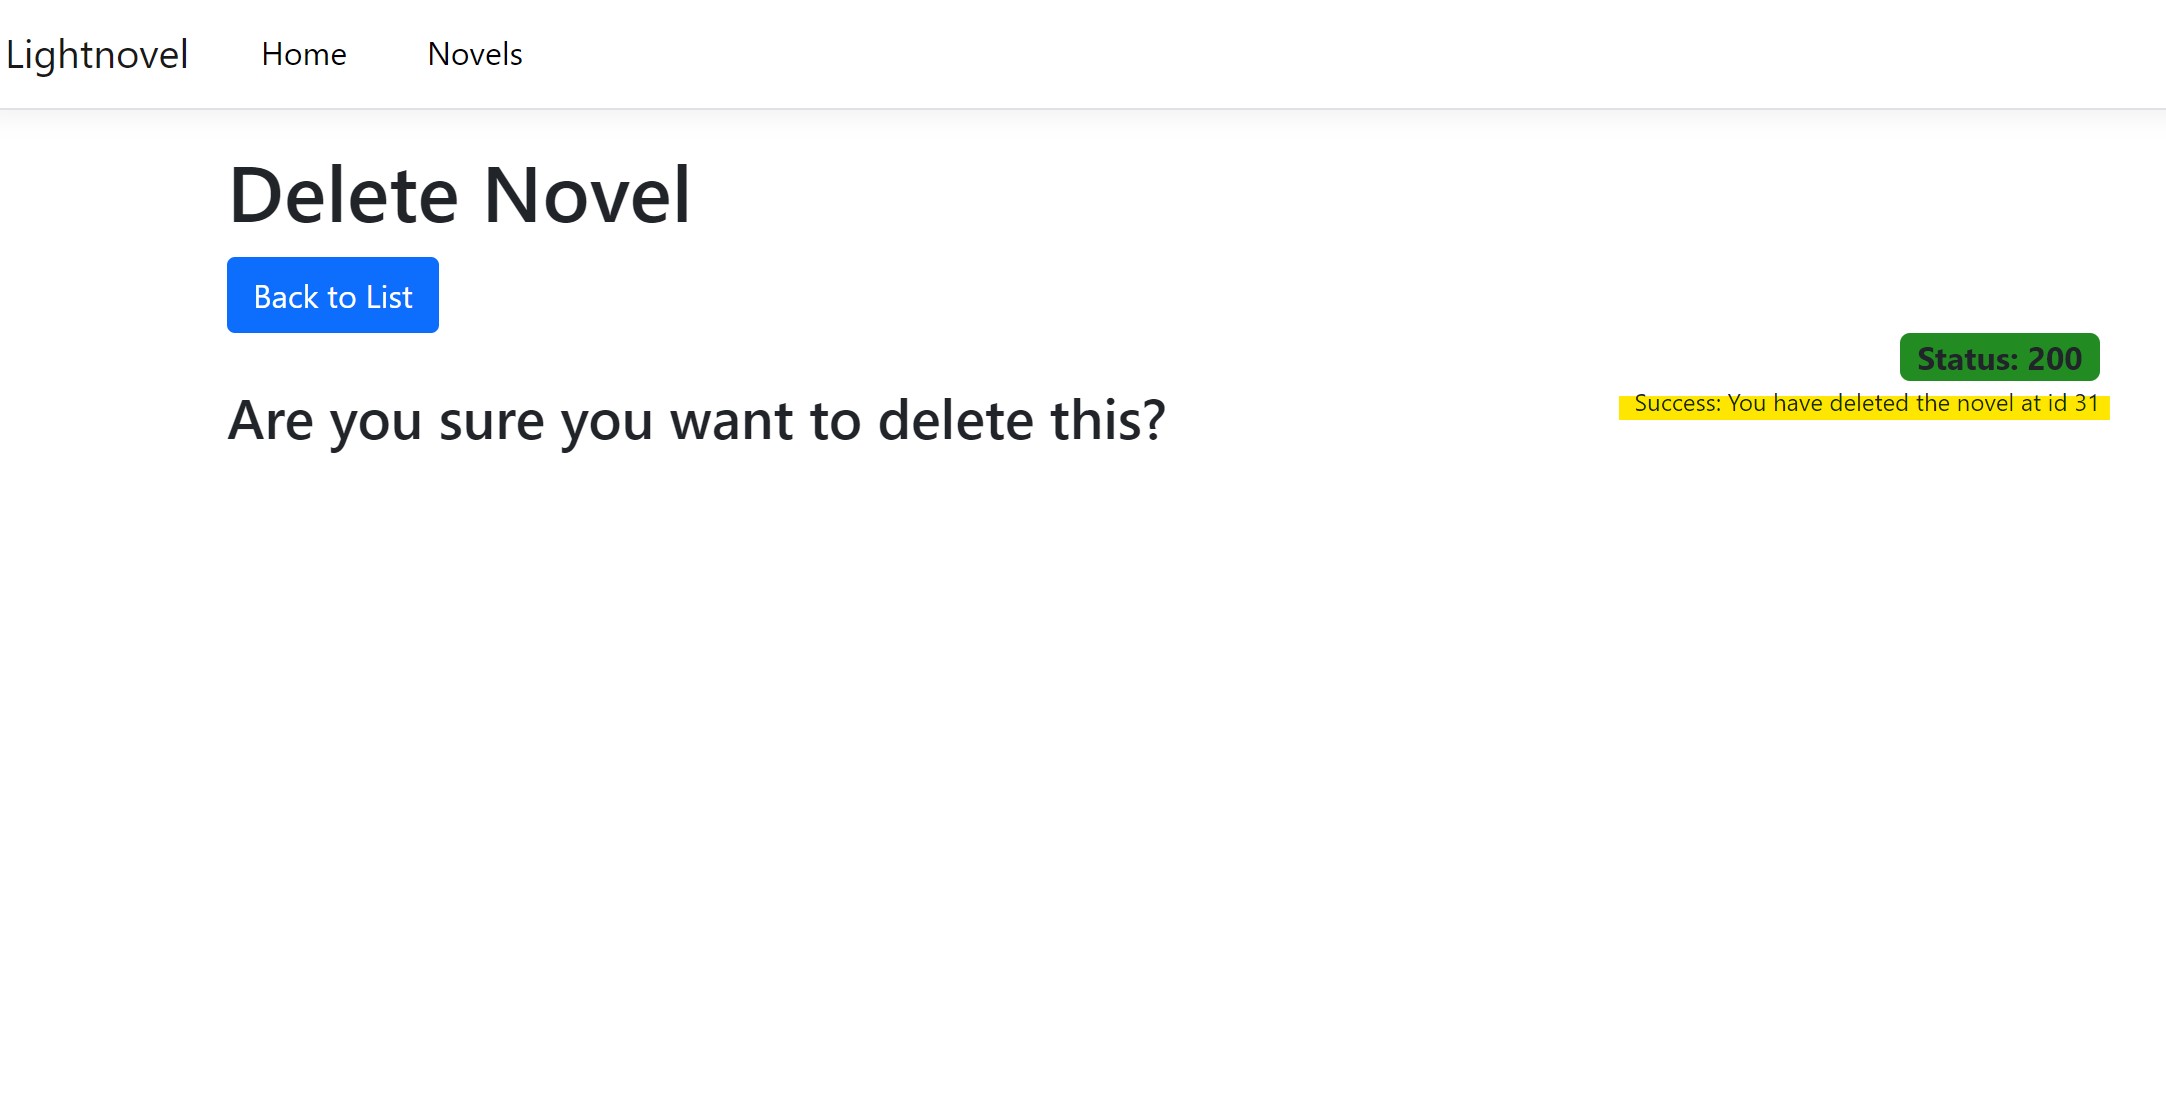 Lightnovel Home Novels
Delete Novel
Back to List
Status: 200
Success: You have deleted the novel at id 31
Are you sure you want to delete this?